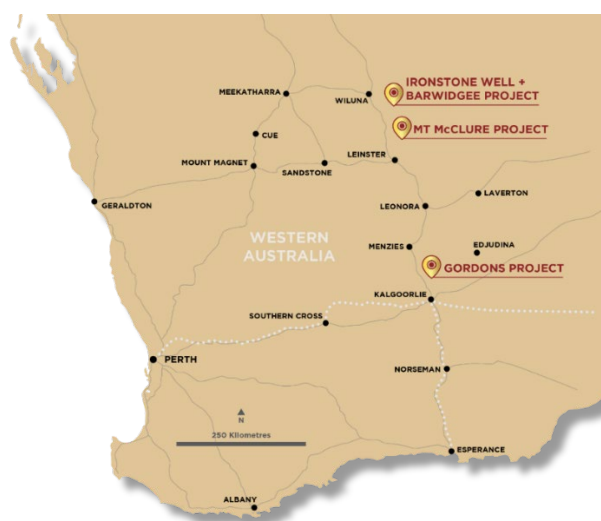 IRONSTONE WELL +
BARWIDGEE PROJECT
MEEKATHARRA
WILUNA
MT McCLURE PROJECT
CUE
LEINSTER
MOUNT MAGNET
SANDSTONE
LAVERTON
GERALDTON
LEONORA
WESTERN
AUSTRALIA
MENZIES
EDJUDINA
GORDONS PROJECT
KALGOORLIE
SOUTHERN CROSS
PERTH
NORSEMAN
N
250 Kilometres
ESPERANCE
ALBANY